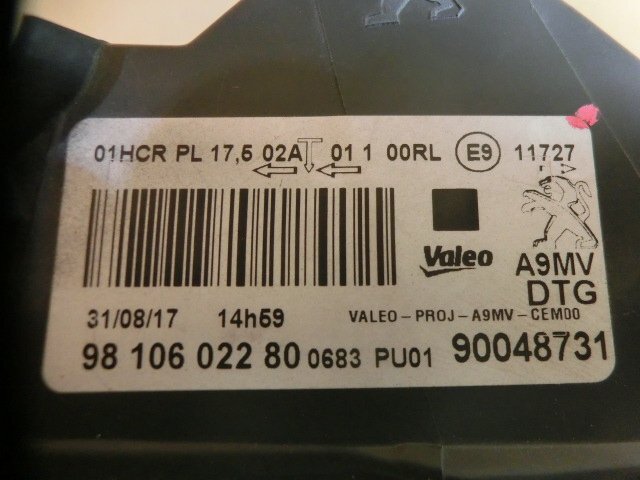 01HCR PL 17,5 02A 01 1 00RL E9 11727
Valeo
A9MV
DTG
31/08/17 14h59 VALEO-PROJ-A9MV-CEM00
98 106 022 80 0683 PU01 90048731